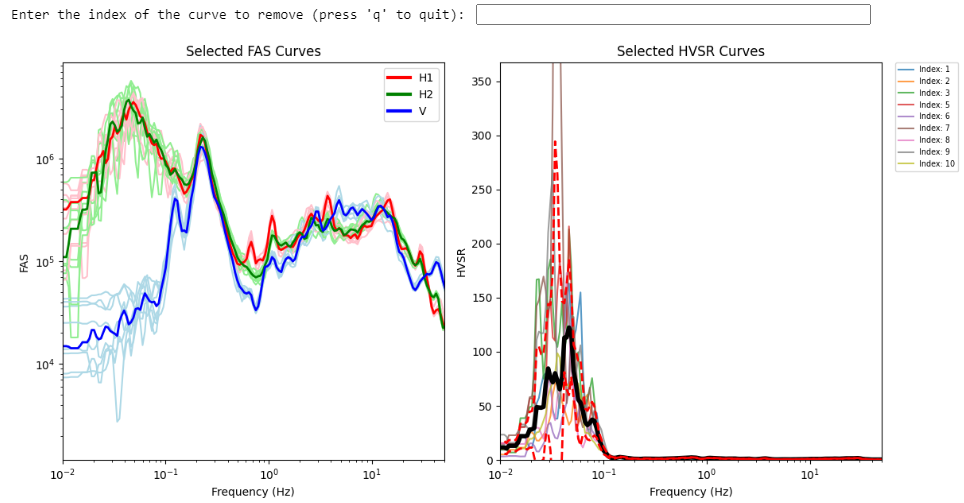 Enter the index of the curve to remove (press 'q' to quit):
Selected FAS Curves
FAS
10⁶
10⁵
10⁴
H1
H2
V
10⁻² 10⁻¹ 10⁰ 10¹
Frequency (Hz)
Selected HVSR Curves
HVSR
350
300
250
200
150
100
50
0
10⁻² 10⁻¹ 10⁰ 10¹
Frequency (Hz)
Index: 1
Index: 2
Index: 3
Index: 5
Index: 6
Index: 7
Index: 8
Index: 9
Index: 10